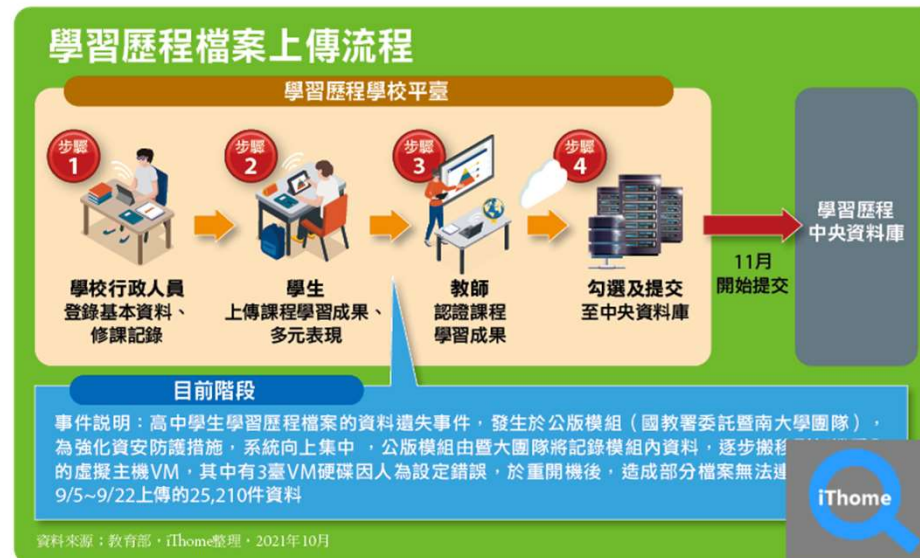 學習歷程檔案上傳流程
學習歷程學校平臺
步驟
1
步驟
2
步驟
3
步驟
4
學校行政人員
登錄基本資料、
修課記錄
學生
上傳課程學習成果、
多元表現
教師
認證課程
學習成果
勾選及提交
至中央資料庫
11月
開始提交
學習歷程
中央資料庫
目前階段
事件說明：高中學生學習歷程檔案的資料遺失事件，發生於公版模組（國教署委託暨南大學團隊），
為強化資安防護措施，系統向上集中，公版模組由暨大團隊將記錄模組內資料，逐步搬移
的虛擬主機VM，其中有3臺VM硬碟因人為設定錯誤，於重開機後，造成部分檔案無法連
9/5~9/22上傳的25,210件資料
資料來源：教育部，iThome整理，2021年10月
iThome